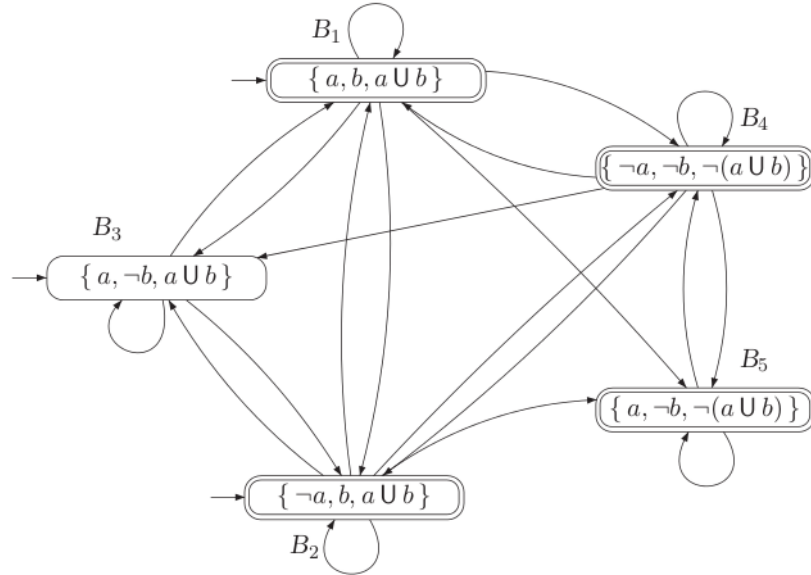 B₁
{ a, b, a U b }
B₄
{ ¬a, ¬b, ¬(a U b) }
B₃
{ a, ¬b, a U b }
B₅
{ a, ¬b, ¬(a U b) }
{ ¬a, b, a U b }
B₂